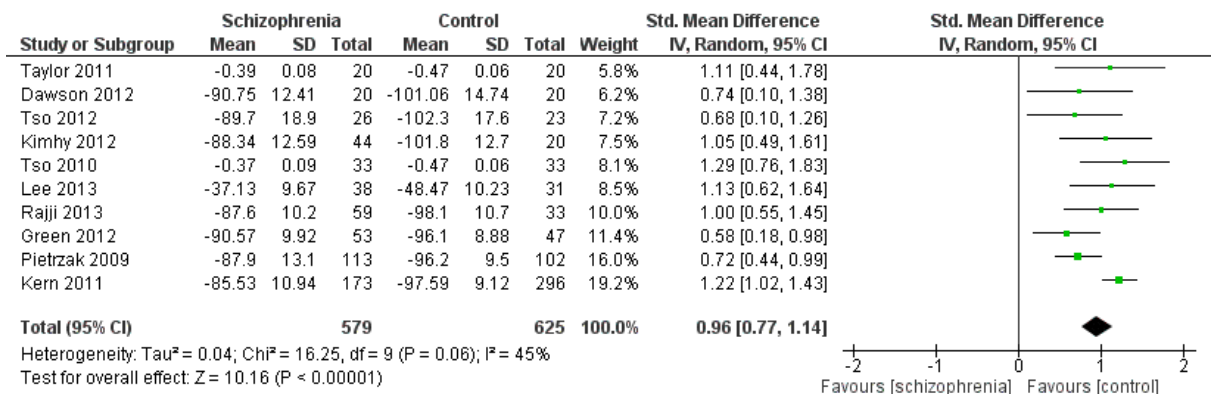 Schizophrenia Control Std. Mean Difference Std. Mean Difference
Study or Subgroup Mean SD Total Mean SD Total Weight IV, Random, 95% CI IV, Random, 95% CI
Taylor 2011 -0.39 0.08 20 -0.47 0.06 20 5.8% 1.11 [0.44, 1.78]
Dawson 2012 -90.75 12.41 20 -101.06 14.74 20 6.2% 0.74 [0.10, 1.38]
Tso 2012 -89.7 18.9 26 -102.3 17.6 23 7.2% 0.68 [0.10, 1.26]
Kimhy 2012 -88.34 12.59 44 -101.8 12.7 20 7.5% 1.05 [0.49, 1.61]
Tso 2010 -0.37 0.09 33 -0.47 0.06 33 8.1% 1.29 [0.76, 1.83]
Lee 2013 -37.13 9.67 38 -48.47 10.23 31 8.5% 1.13 [0.62, 1.64]
Rajji 2013 -87.6 10.2 59 -98.1 10.7 33 10.0% 1.00 [0.55, 1.45]
Green 2012 -90.57 9.92 53 -96.1 8.88 47 11.4% 0.58 [0.18, 0.98]
Pietrzak 2009 -87.9 13.1 113 -96.2 9.5 102 16.0% 0.72 [0.44, 0.99]
Kern 2011 -85.53 10.94 173 -97.59 9.12 296 19.2% 1.22 [1.02, 1.43]
Total (95% CI) 579 625 100.0% 0.96 [0.77, 1.14]
Heterogeneity: Tau² = 0.04; Chi² = 16.25, df = 9 (P = 0.06); I² = 45%
Test for overall effect: Z = 10.16 (P < 0.00001)
-2 -1 0 1 2
Favours [schizophrenia] Favours [control]